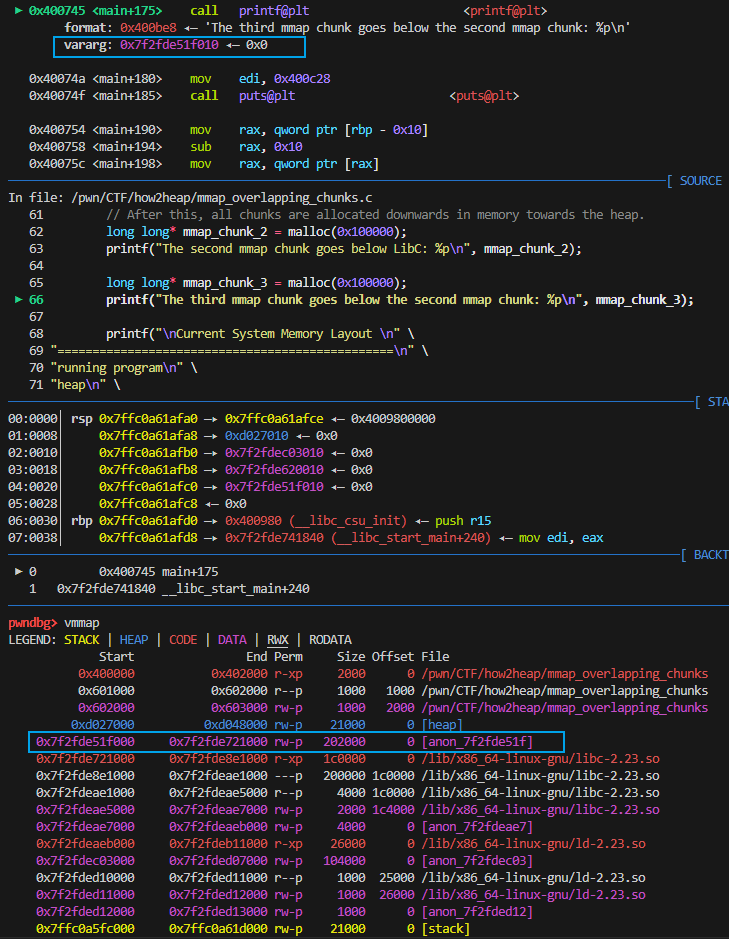 ► 0x400745 <main+175>    call   printf@plt                      <printf@plt>
       format: 0x400be8 ◂— 'The third mmap chunk goes below the second mmap chunk: %p\n'
       vararg: 0x7f2fde51f010 ◂— 0x0
   0x40074a <main+180>    mov    edi, 0x400c28
   0x40074f <main+185>    call   puts@plt                      <puts@plt>
   0x400754 <main+190>    mov    rax, qword ptr [rbp - 0x10]
   0x400758 <main+194>    sub    rax, 0x10
   0x40075c <main+198>    mov    rax, qword ptr [rax]
[ SOURCE
In file: /pwn/CTF/how2heap/mmap_overlapping_chunks.c
   61         // After this, all chunks are allocated downwards in memory towards the heap.
   62         long long* mmap_chunk_2 = malloc(0x100000);
   63         printf("The second mmap chunk goes below LibC: %p\n", mmap_chunk_2);
   64
   65         long long* mmap_chunk_3 = malloc(0x100000);
 ► 66         printf("The third mmap chunk goes below the second mmap chunk: %p\n", mmap_chunk_3);
   67
   68         printf("\nCurrent System Memory Layout \n" \
   69 "================================================\n" \
   70 "running program\n" \
   71 "heap\n" \
[ STA
00:0000│ rsp 0x7ffc0a61afa0 —▸ 0x7ffc0a61afce ◂— 0x4009800000
01:0008│     0x7ffc0a61afa8 —▸ 0xd027010 ◂— 0x0
02:0010│     0x7ffc0a61afb0 —▸ 0x7f2fdec03010 ◂— 0x0
03:0018│     0x7ffc0a61afb8 —▸ 0x7f2fde620010 ◂— 0x0
04:0020│     0x7ffc0a61afc0 —▸ 0x7f2fde51f010 ◂— 0x0
05:0028│     0x7ffc0a61afc8 ◂— 0x0
06:0030│ rbp 0x7ffc0a61afd0 —▸ 0x400980 (__libc_csu_init) ◂— push r15
07:0038│     0x7ffc0a61afd8 —▸ 0x7f2fde741840 (__libc_start_main+240) ◂— mov edi, eax
[ BACKT
 ► 0         0x400745 main+175
   1   0x7f2fde741840 __libc_start_main+240
pwndbg> vmmap
LEGEND: STACK | HEAP | CODE | DATA | RWX | RODATA
             Start                End Perm     Size Offset File
          0x400000           0x402000 r-xp     2000      0 /pwn/CTF/how2heap/mmap_overlapping_chunks
          0x601000           0x602000 r--p     1000   1000 /pwn/CTF/how2heap/mmap_overlapping_chunks
          0x602000           0x603000 rw-p     1000   2000 /pwn/CTF/how2heap/mmap_overlapping_chunks
         0xd027000          0xd048000 rw-p    21000      0 [heap]
    0x7f2fde51f000     0x7f2fde721000 rw-p   202000      0 [anon_7f2fde51f]
    0x7f2fde721000     0x7f2fde8e1000 r-xp   1c0000      0 /lib/x86_64-linux-gnu/libc-2.23.so
    0x7f2fde8e1000     0x7f2fdeae1000 ---p   200000 1c0000 /lib/x86_64-linux-gnu/libc-2.23.so
    0x7f2fdeae1000     0x7f2fdeae5000 r--p     4000 1c0000 /lib/x86_64-linux-gnu/libc-2.23.so
    0x7f2fdeae5000     0x7f2fdeae7000 rw-p     2000 1c4000 /lib/x86_64-linux-gnu/libc-2.23.so
    0x7f2fdeae7000     0x7f2fdeaeb000 rw-p     4000      0 [anon_7f2fdeae7]
    0x7f2fdeaeb000     0x7f2fdeb11000 r-xp    26000      0 /lib/x86_64-linux-gnu/ld-2.23.so
    0x7f2fdec03000     0x7f2fded07000 rw-p   104000      0 [anon_7f2fdec03]
    0x7f2fded10000     0x7f2fded11000 r--p     1000  25000 /lib/x86_64-linux-gnu/ld-2.23.so
    0x7f2fded11000     0x7f2fded12000 rw-p     1000  26000 /lib/x86_64-linux-gnu/ld-2.23.so
    0x7f2fded12000     0x7f2fded13000 rw-p     1000      0 [anon_7f2fded12]
    0x7ffc0a5fc000     0x7ffc0a61d000 rw-p    21000      0 [stack]